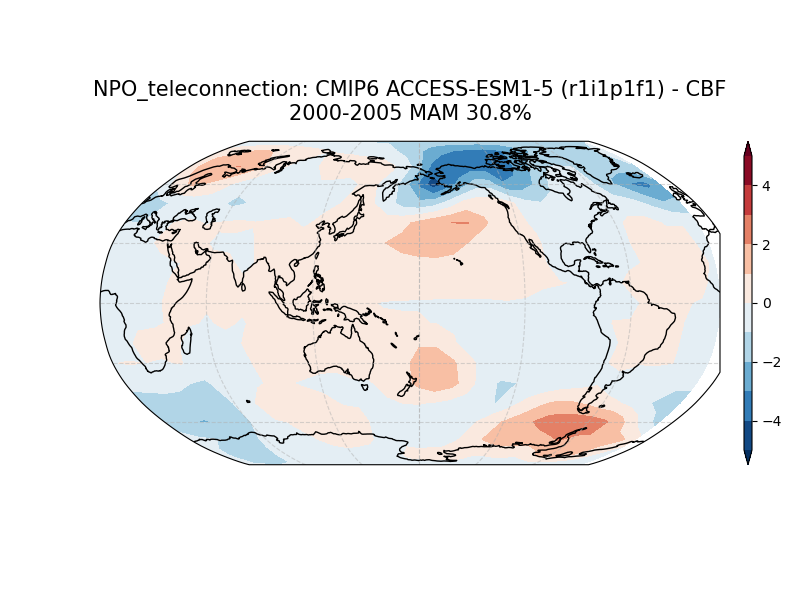 NPO_teleconnection: CMIP6 ACCESS-ESM1-5 (r1i1p1f1) - CBF
2000-2005 MAM 30.8%
4
2
0
−2
−4